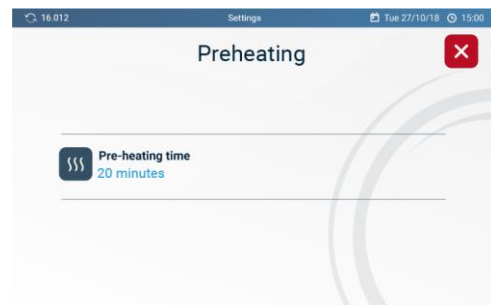 16.012 Settings Tue 27/10/18 15:00
Preheating
Pre-heating time
20 minutes